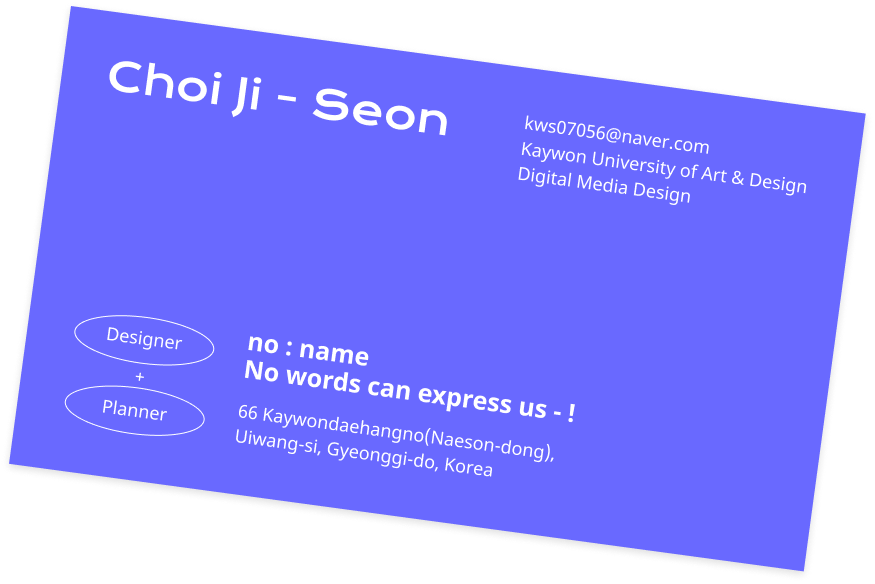 Choi Ji - Seon
kws07056@naver.com
Kaywon University of Art & Design
Digital Media Design
Designer
+
Planner
no : name
No words can express us - !
66 Kaywondaehangno(Naeson-dong),
Uiwang-si, Gyeonggi-do, Korea